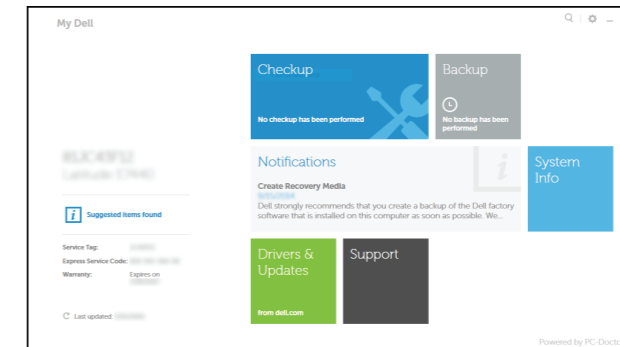 My Dell
Checkup
No checkup has been performed
Backup
No backup has been
performed
Notifications
Create Recovery Media
Dell strongly recommends that you create a backup of the Dell factory
software that is installed on this computer as soon as possible. We...
System
Info
Suggested items found
Service Tag:
Express Service Code:
Warranty: Expires on
Last updated:
Drivers &
Updates
from dell.com
Support
Powered by PC-Docto